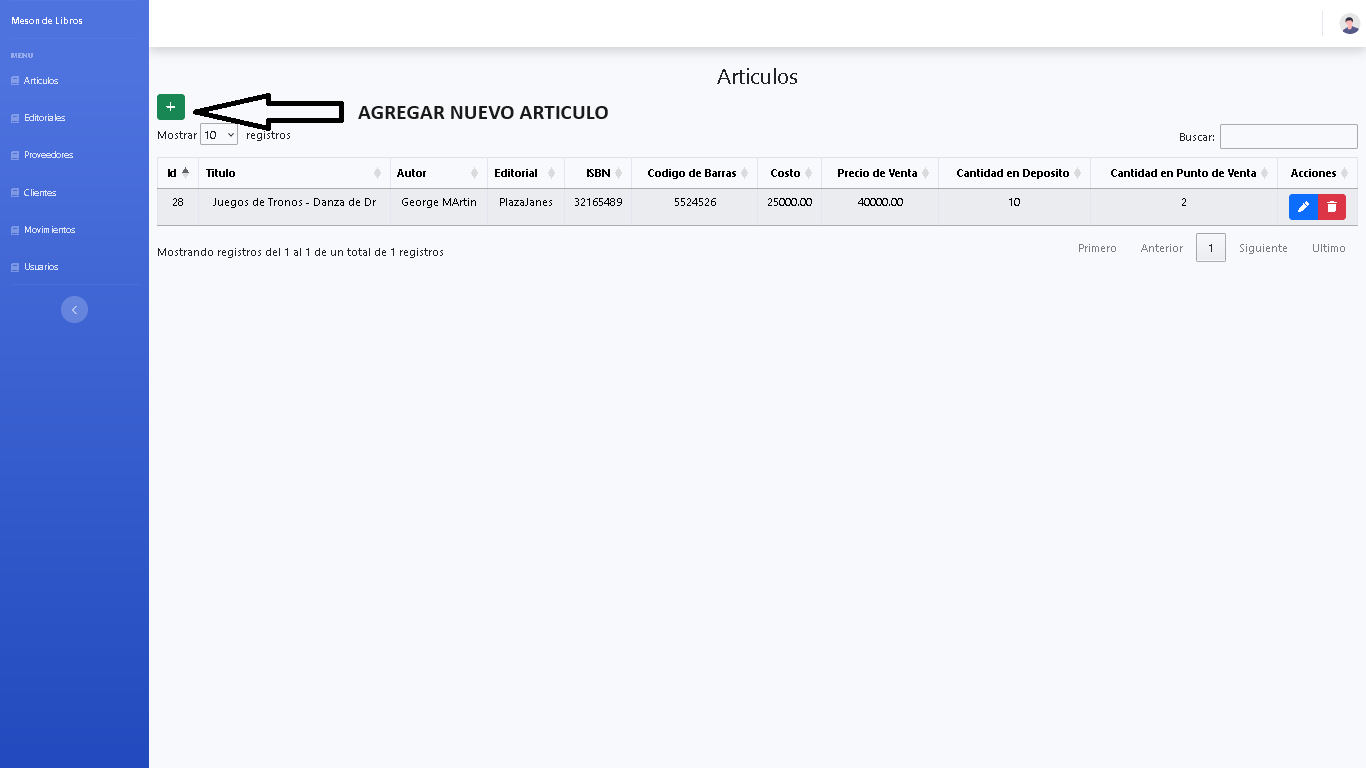 Meson de Libros
MENU
Articulos
Editoriales
Proveedores
Clientes
Movimientos
Usuarios
Articulos
+
AGREGAR NUEVO ARTICULO
Mostrar 10 registros
Buscar:
Id Titulo Autor Editorial ISBN Codigo de Barras Costo Precio de Venta Cantidad en Deposito Cantidad en Punto de Venta Acciones
28 Juegos de Tronos - Danza de Dr George MArtin PlazaJanes 32165489 5524526 25000.00 40000.00 10 2
Mostrando registros del 1 al 1 de un total de 1 registros
Primero Anterior 1 Siguiente Ultimo